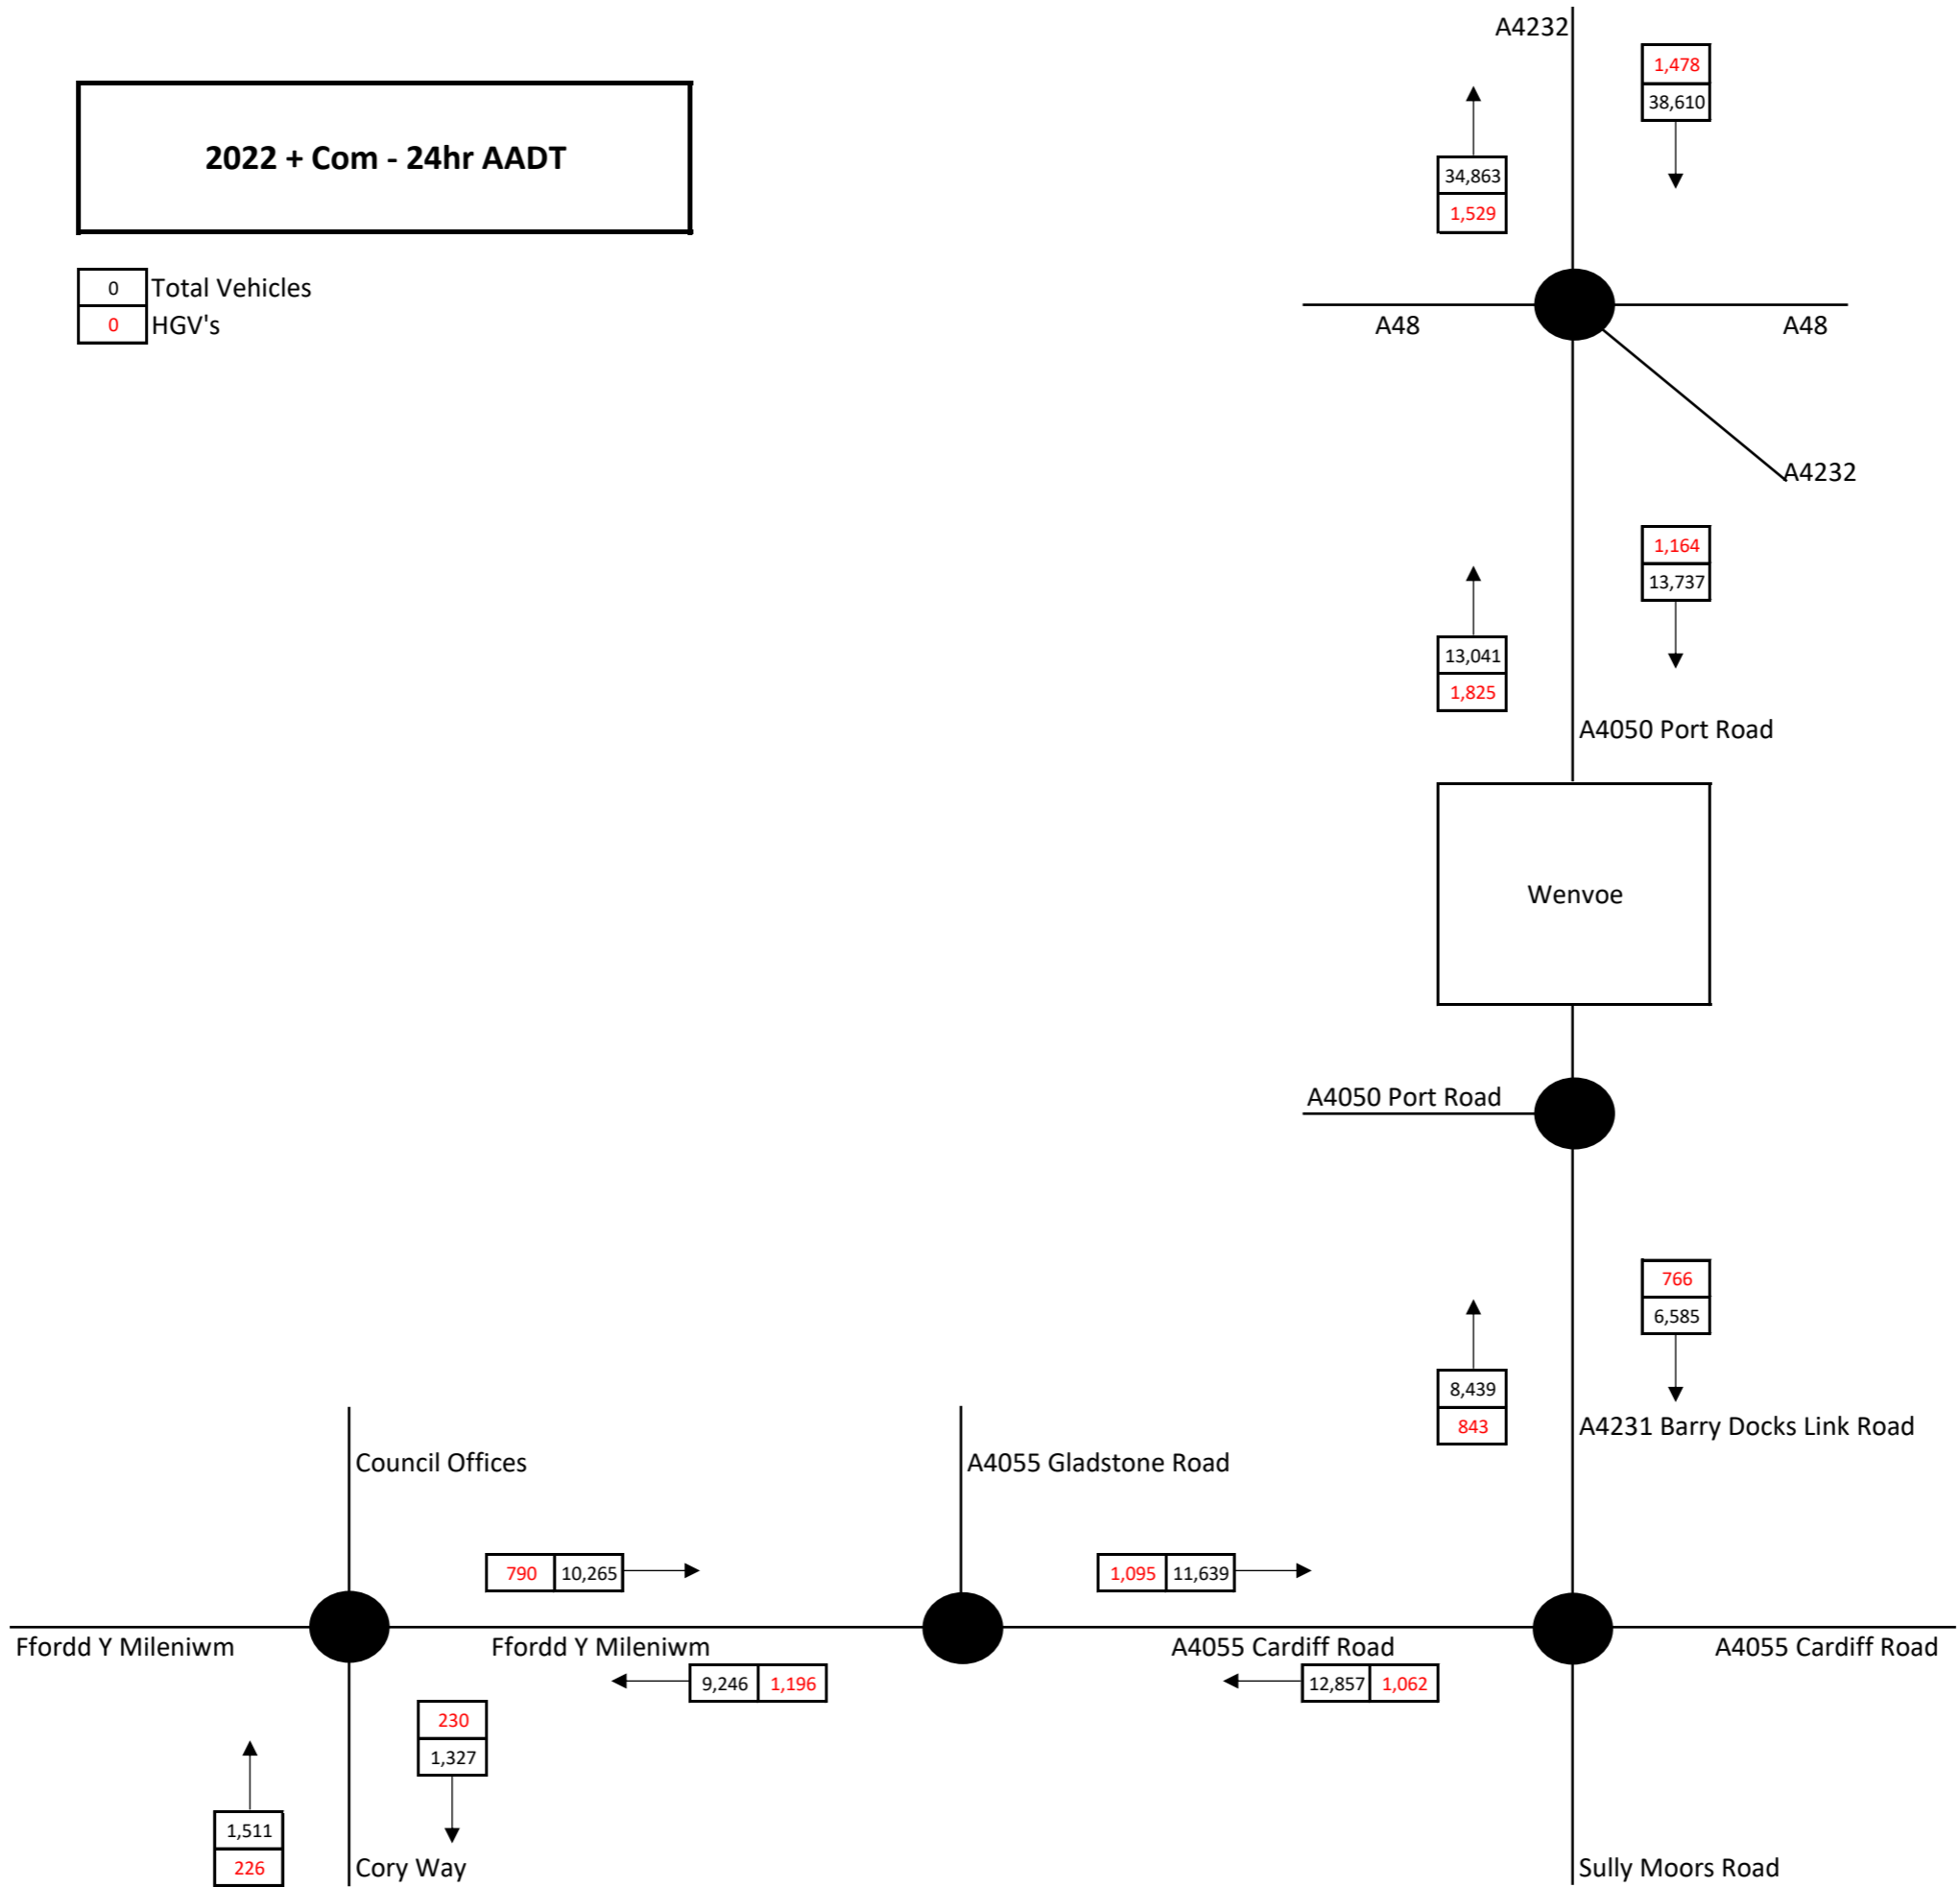 A4232
1,478
38,610
2022 + Com - 24hr AADT
34,863
1,529
0 Total Vehicles
0 HGV's
A48
A48
A4232
1,164
13,737
13,041
1,825
A4050 Port Road
Wenvoe
A4050 Port Road
766
6,585
8,439
843
A4231 Barry Docks Link Road
Council Offices
A4055 Gladstone Road
790 10,265
1,095 11,639
Ffordd Y Mileniwm
Ffordd Y Mileniwm
A4055 Cardiff Road
A4055 Cardiff Road
9,246 1,196
12,857 1,062
230
1,327
1,511
226
Cory Way
Sully Moors Road